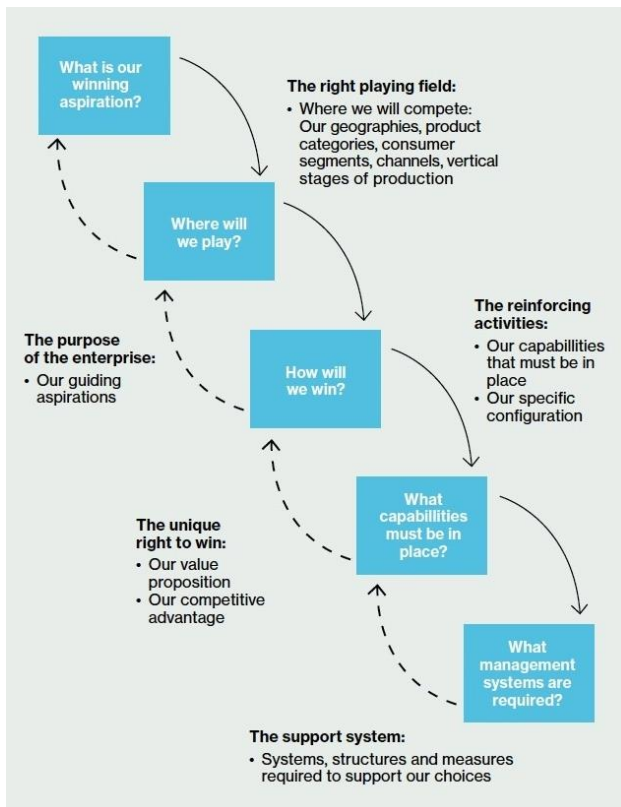 What is our
winning
aspiration?
The right playing field:
• Where we will compete:
Our geographies, product
categories, consumer
segments, channels, vertical
stages of production
Where will
we play?
The reinforcing
activities:
• Our capabillities
that must be in
place
• Our specific
configuration
The purpose
of the enterprise:
• Our guiding
aspirations
How will
we win?
What
capabillities
must be in
place?
The unique
right to win:
• Our value
proposition
• Our competitive
advantage
What
management
systems are
required?
The support system:
• Systems, structures and measures
required to support our choices